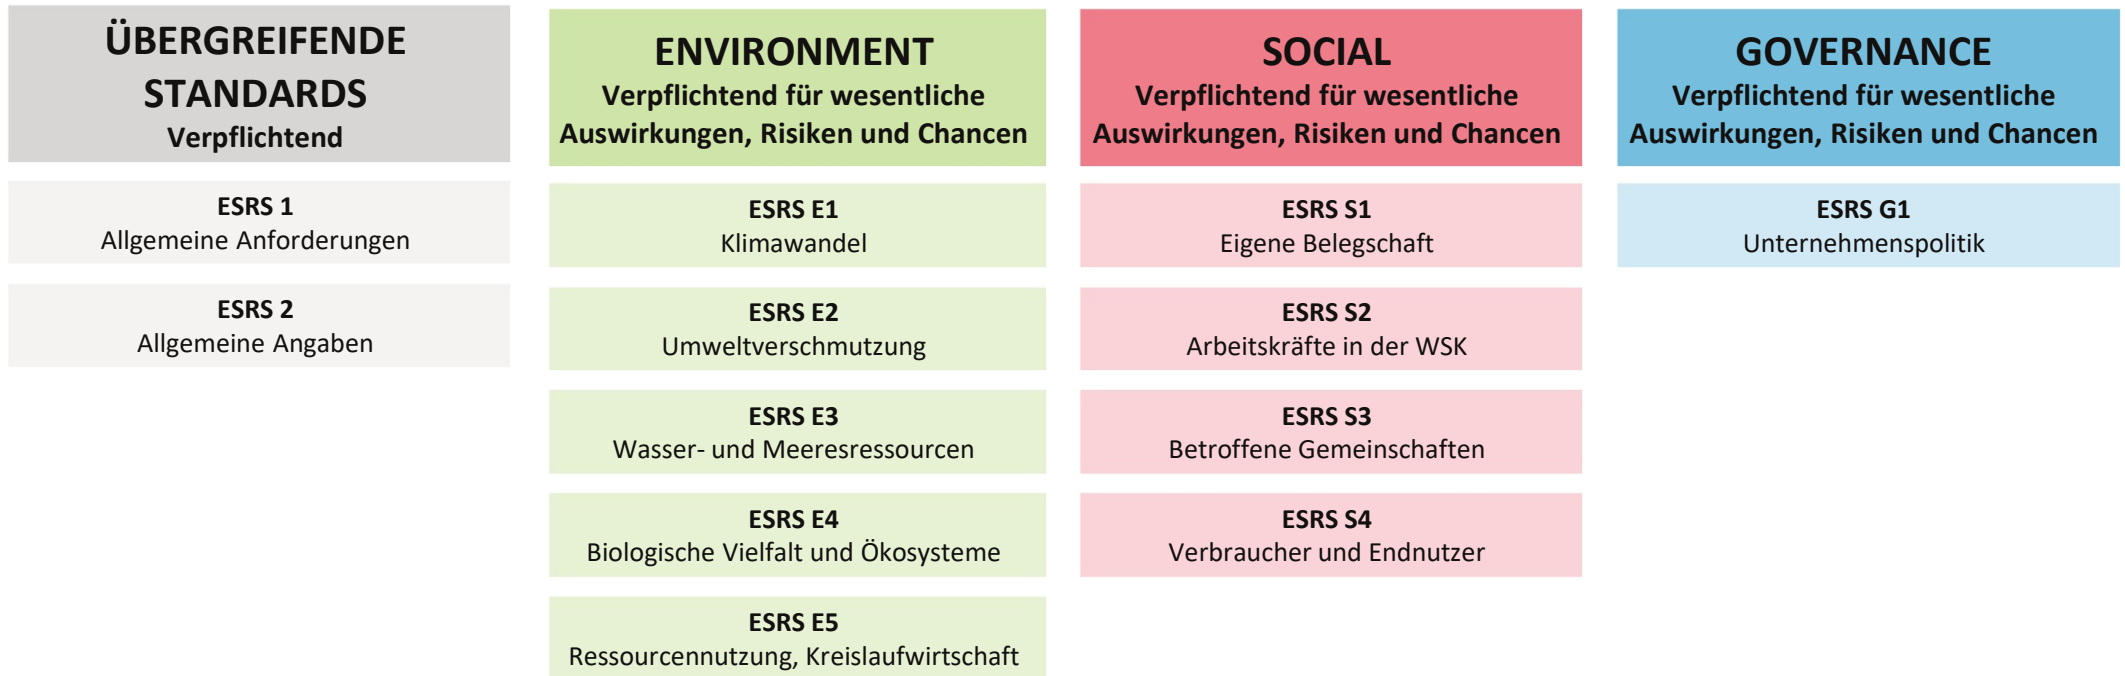 ÜBERGREIFENDE
STANDARDS
Verpflichtend
ESRS 1
Allgemeine Anforderungen
ESRS 2
Allgemeine Angaben
ENVIRONMENT
Verpflichtend für wesentliche
Auswirkungen, Risiken und Chancen
ESRS E1
Klimawandel
ESRS E2
Umweltverschmutzung
ESRS E3
Wasser- und Meeresressourcen
ESRS E4
Biologische Vielfalt und Ökosysteme
ESRS E5
Ressourcennutzung, Kreislaufwirtschaft
SOCIAL
Verpflichtend für wesentliche
Auswirkungen, Risiken und Chancen
ESRS S1
Eigene Belegschaft
ESRS S2
Arbeitskräfte in der WSK
ESRS S3
Betroffene Gemeinschaften
ESRS S4
Verbraucher und Endnutzer
GOVERNANCE
Verpflichtend für wesentliche
Auswirkungen, Risiken und Chancen
ESRS G1
Unternehmenspolitik